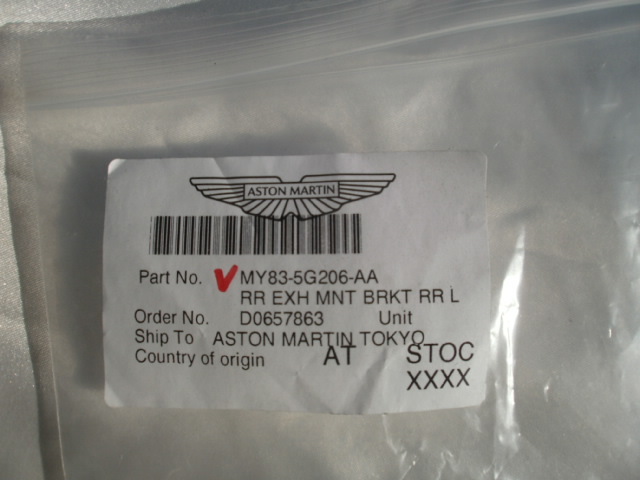 ASTON MARTIN
Part No. MY83-5G206-AA
RR EXH MNT BRKT RR L
Order No. D0657863 Unit
Ship To ASTON MARTIN TOKYO
Country of origin AT STOC
XXXX